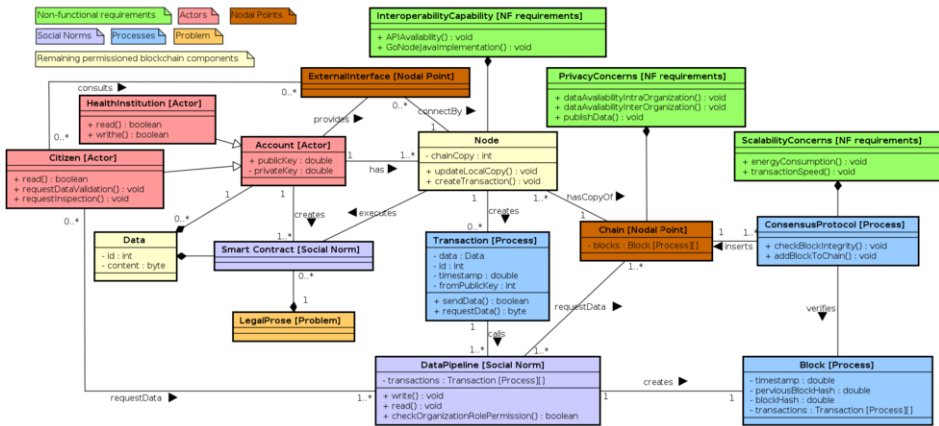 Non-functional requirements
Actors
Nodal Points
Social Norms
Processes
Problem
Remaining permissioned blockchain components
InteroperabilityCapability [NF requirements]
+ APIAvailability() : void
+ GoNodeJavaImplementation() : void
consults
0..*
ExternalInterface [Nodal Point]
0..*
PrivacyConcerns [NF requirements]
+ dataAvailabilityIntraOrganization() : void
+ dataAvailabilityInterOrganization() : void
+ publishData() : void
HealthInstitution [Actor]
+ read() : boolean
+ writhe() : boolean
provides
connectBy
0..*
1
1
Account [Actor]
+ publicKey : double
- privateKey : double
1
has
1..*
Node
- chainCopy : int
+ updateLocalCopy() : void
+ createTransaction() : void
ScalabilityConcerns [NF requirements]
+ energyConsumption() : void
+ transactionSpeed() : void
Citizen [Actor]
+ read() : boolean
+ requestDataValidation() : void
+ requestInspection() : void
0..*
1
1
1
1..*
hasCopyOf
0..*
creates
executes
creates
1
Data
- id : int
- content : byte
1..*
0..*
Smart Contract [Social Norm]
0..*
Transaction [Process]
- data : Data
- id : int
- timestamp : double
- fromPublicKey : int
+ sendData() : boolean
+ requestData() : byte
Chain [Nodal Point]
- blocks : Block [Process][]
1
1..*
inserts
1..*
ConsensusProtocol [Process]
+ checkBlockIntegrity() : void
+ addBlockToChain() : void
1
LegalProse [Problem]
requestData
verifies
1
calls
1..*
1..*
DataPipeline [Social Norm]
- transactions : Transaction [Process][]
+ write() : void
+ read() : void
+ checkOrganizationRolePermission() : boolean
requestData
1..*
creates
1
1
Block [Process]
- timestamp : double
- perviousBlockHash : double
- blockHash : double
- transactions : Transaction [Process][]